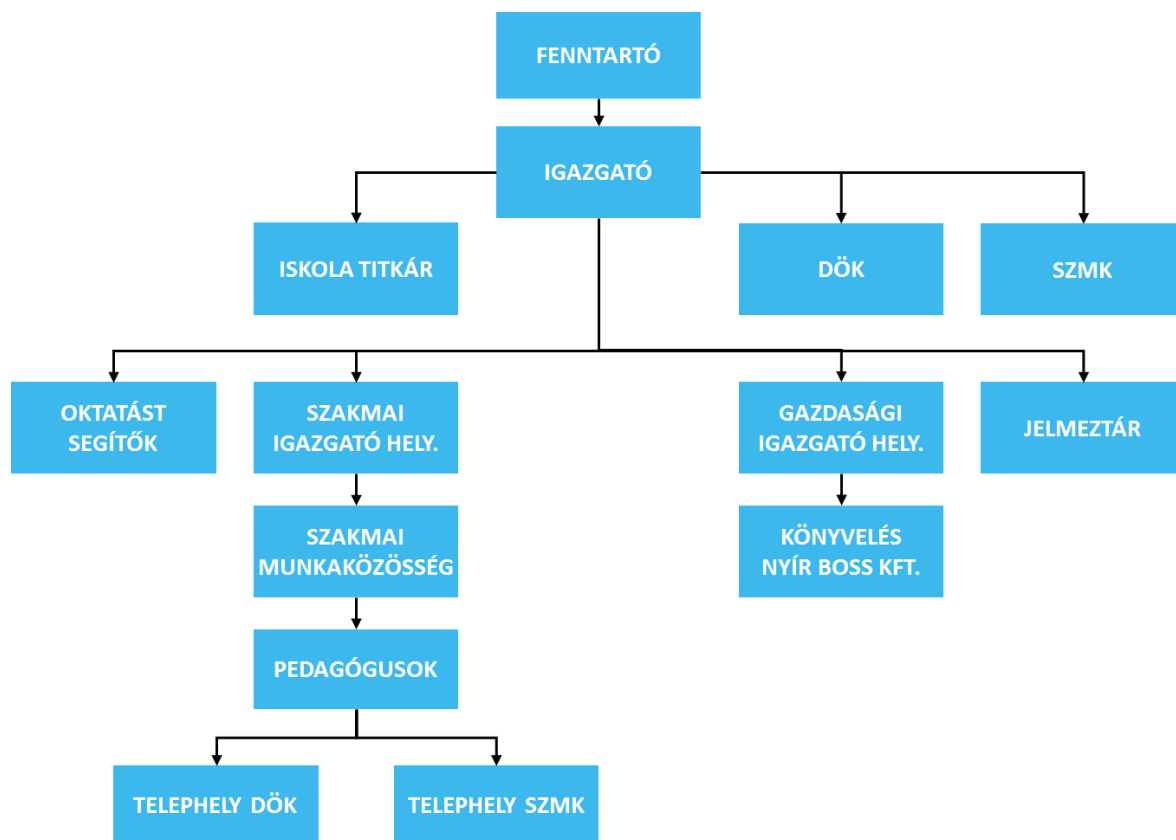 FENNTARTÓ
IGAZGATÓ
ISKOLA TITKÁR
DÖK
SZMK
OKTATÁST
SEGÍTŐK
SZAKMAI
IGAZGATÓ HELY.
GAZDASÁGI
IGAZGATÓ HELY.
JELMEZTÁR
SZAKMAI
MUNKAKÖZÖSSÉG
KÖNYVELÉS
NYÍR BOSS KFT.
PEDAGÓGUSOK
TELEPHELY DÖK
TELEPHELY SZMK